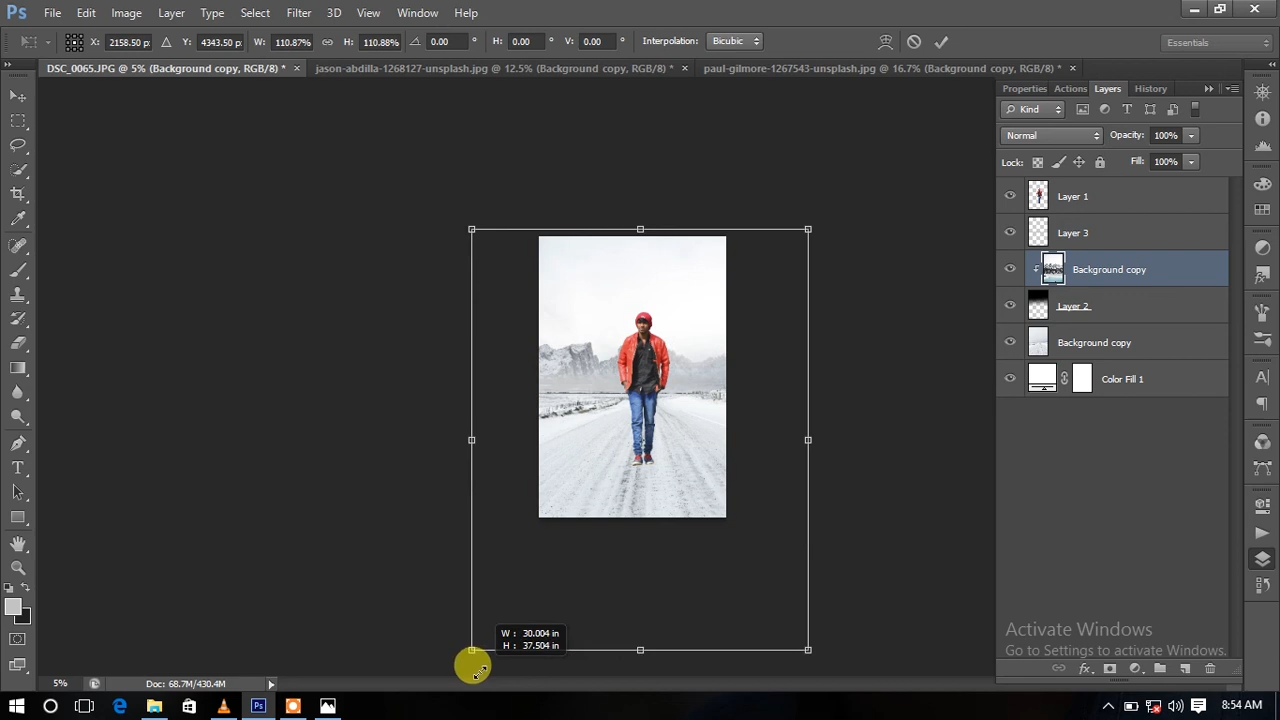 Ps File Edit Image Layer Type Select Filter 3D View Window Help
X: 2158.50 px Y: 4343.50 px W: 110.87% H: 110.88% 0.00 ° H: 0.00 ° V: 0.00 ° Interpolation: Bicubic Essentials
DSC_0065.JPG @ 5% (Background copy, RGB/8) * × jason-abdilla-1268127-unsplash.jpg @ 12.5% (Background copy, RGB/8) * × paul-gilmore-1267543-unsplash.jpg @ 16.7% (Background copy, RGB/8) * ×
Properties Actions Layers History
Kind
Normal Opacity: 100%
Lock: Fill: 100%
Layer 1
Layer 3
Background copy
Layer 2
Background copy
Color Fill 1
W : 30.004 in
H : 37.504 in
Activate Windows
Go to Settings to activate Windows.
5% Doc: 68.7M/430.4M
8:54 AM